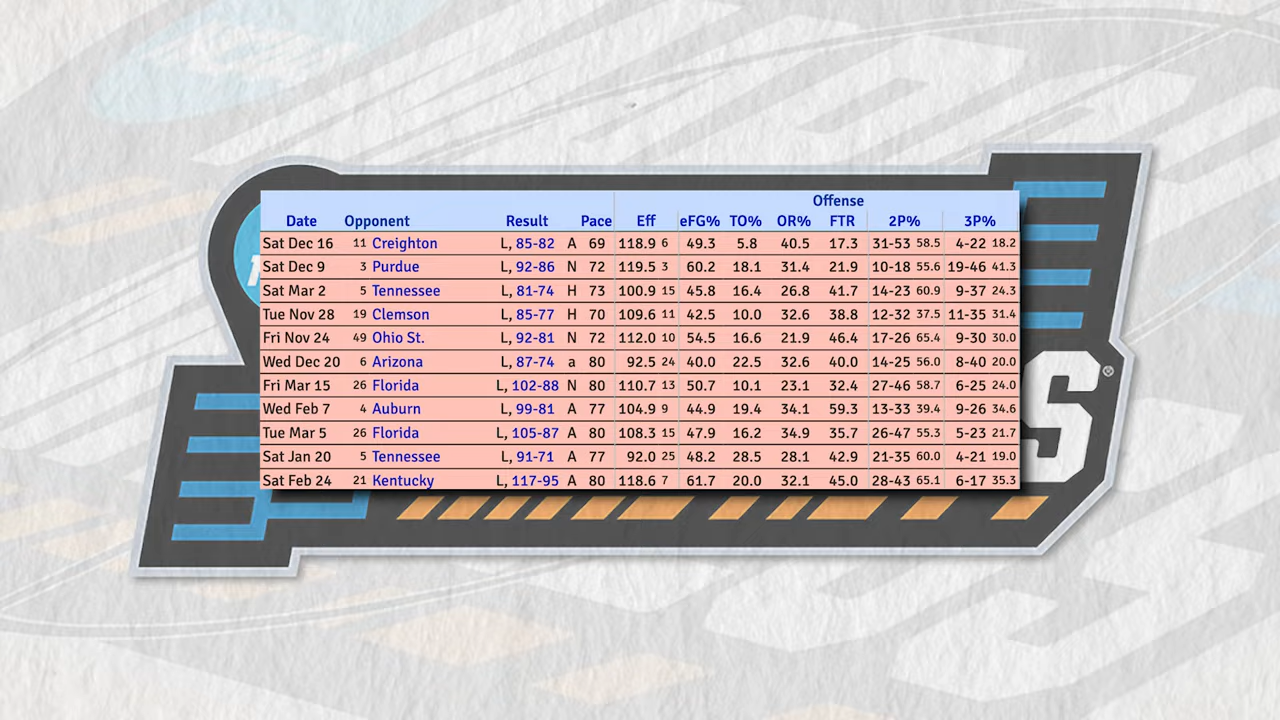 Offense
Date Opponent Result Pace Eff eFG% TO% OR% FTR 2P% 3P%
Sat Dec 16 11 Creighton L, 85-82 A 69 118.9 6 49.3 5.8 40.5 17.3 31-53 58.5 4-22 18.2
Sat Dec 9 3 Purdue L, 92-86 N 72 119.5 3 60.2 18.1 31.4 21.9 10-18 55.6 19-46 41.3
Sat Mar 2 5 Tennessee L, 81-74 H 73 100.9 15 45.8 16.4 26.8 41.7 14-23 60.9 9-37 24.3
Tue Nov 28 19 Clemson L, 85-77 H 70 109.6 11 42.5 10.0 32.6 38.8 12-32 37.5 11-35 31.4
Fri Nov 24 49 Ohio St. L, 92-81 N 72 112.0 10 54.5 16.6 21.9 46.4 17-26 65.4 9-30 30.0
Wed Dec 20 6 Arizona L, 87-74 a 80 92.5 24 40.0 22.5 32.6 40.0 14-25 56.0 8-40 20.0
Fri Mar 15 26 Florida L, 102-88 N 80 110.7 13 50.7 10.1 23.1 32.4 27-46 58.7 6-25 24.0
Wed Feb 7 4 Auburn L, 99-81 A 77 104.9 9 44.9 19.4 34.1 59.3 13-33 39.4 9-26 34.6
Tue Mar 5 26 Florida L, 105-87 A 80 108.3 15 47.9 16.2 34.9 35.7 26-47 55.3 5-23 21.7
Sat Jan 20 5 Tennessee L, 91-71 A 77 92.0 25 48.2 28.5 28.1 42.9 21-35 60.0 4-21 19.0
Sat Feb 24 21 Kentucky L, 117-95 A 80 118.6 7 61.7 20.0 32.1 45.0 28-43 65.1 6-17 35.3
S®